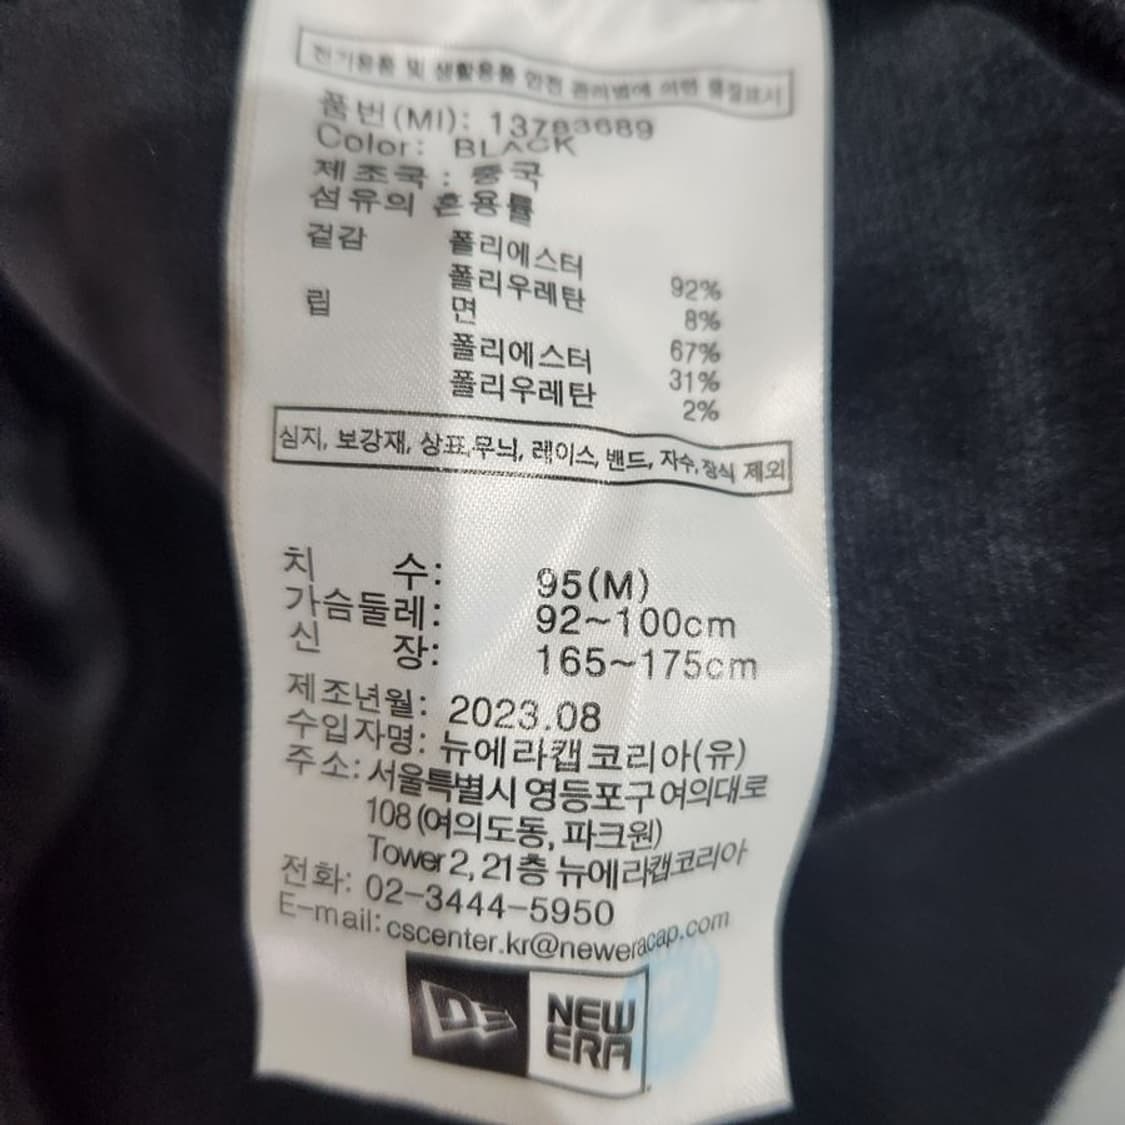 전기용품 및 생활용품 안전 관리법에 의한 품질표시
품번(MI): 13783689
Color: BLACK
제조국: 중국
섬유의 혼용률
겉감 폴리에스터 92%
폴리우레탄 8%
립 면 67%
폴리에스터 31%
폴리우레탄 2%
심지, 보강재, 상표,무늬, 레이스, 밴드, 자수,장식 제외
치 수: 95(M)
가슴둘레: 92~100cm
신 장: 165~175cm
제조년월: 2023.08
수입자명: 뉴에라캡코리아(유)
주소: 서울특별시 영등포구 여의대로
108 (여의도동, 파크원)
Tower 2, 21층 뉴에라캡코리아
전화: 02-3444-5950
E-mail: cscenter.kr@neweracap.com
NEW
ERA